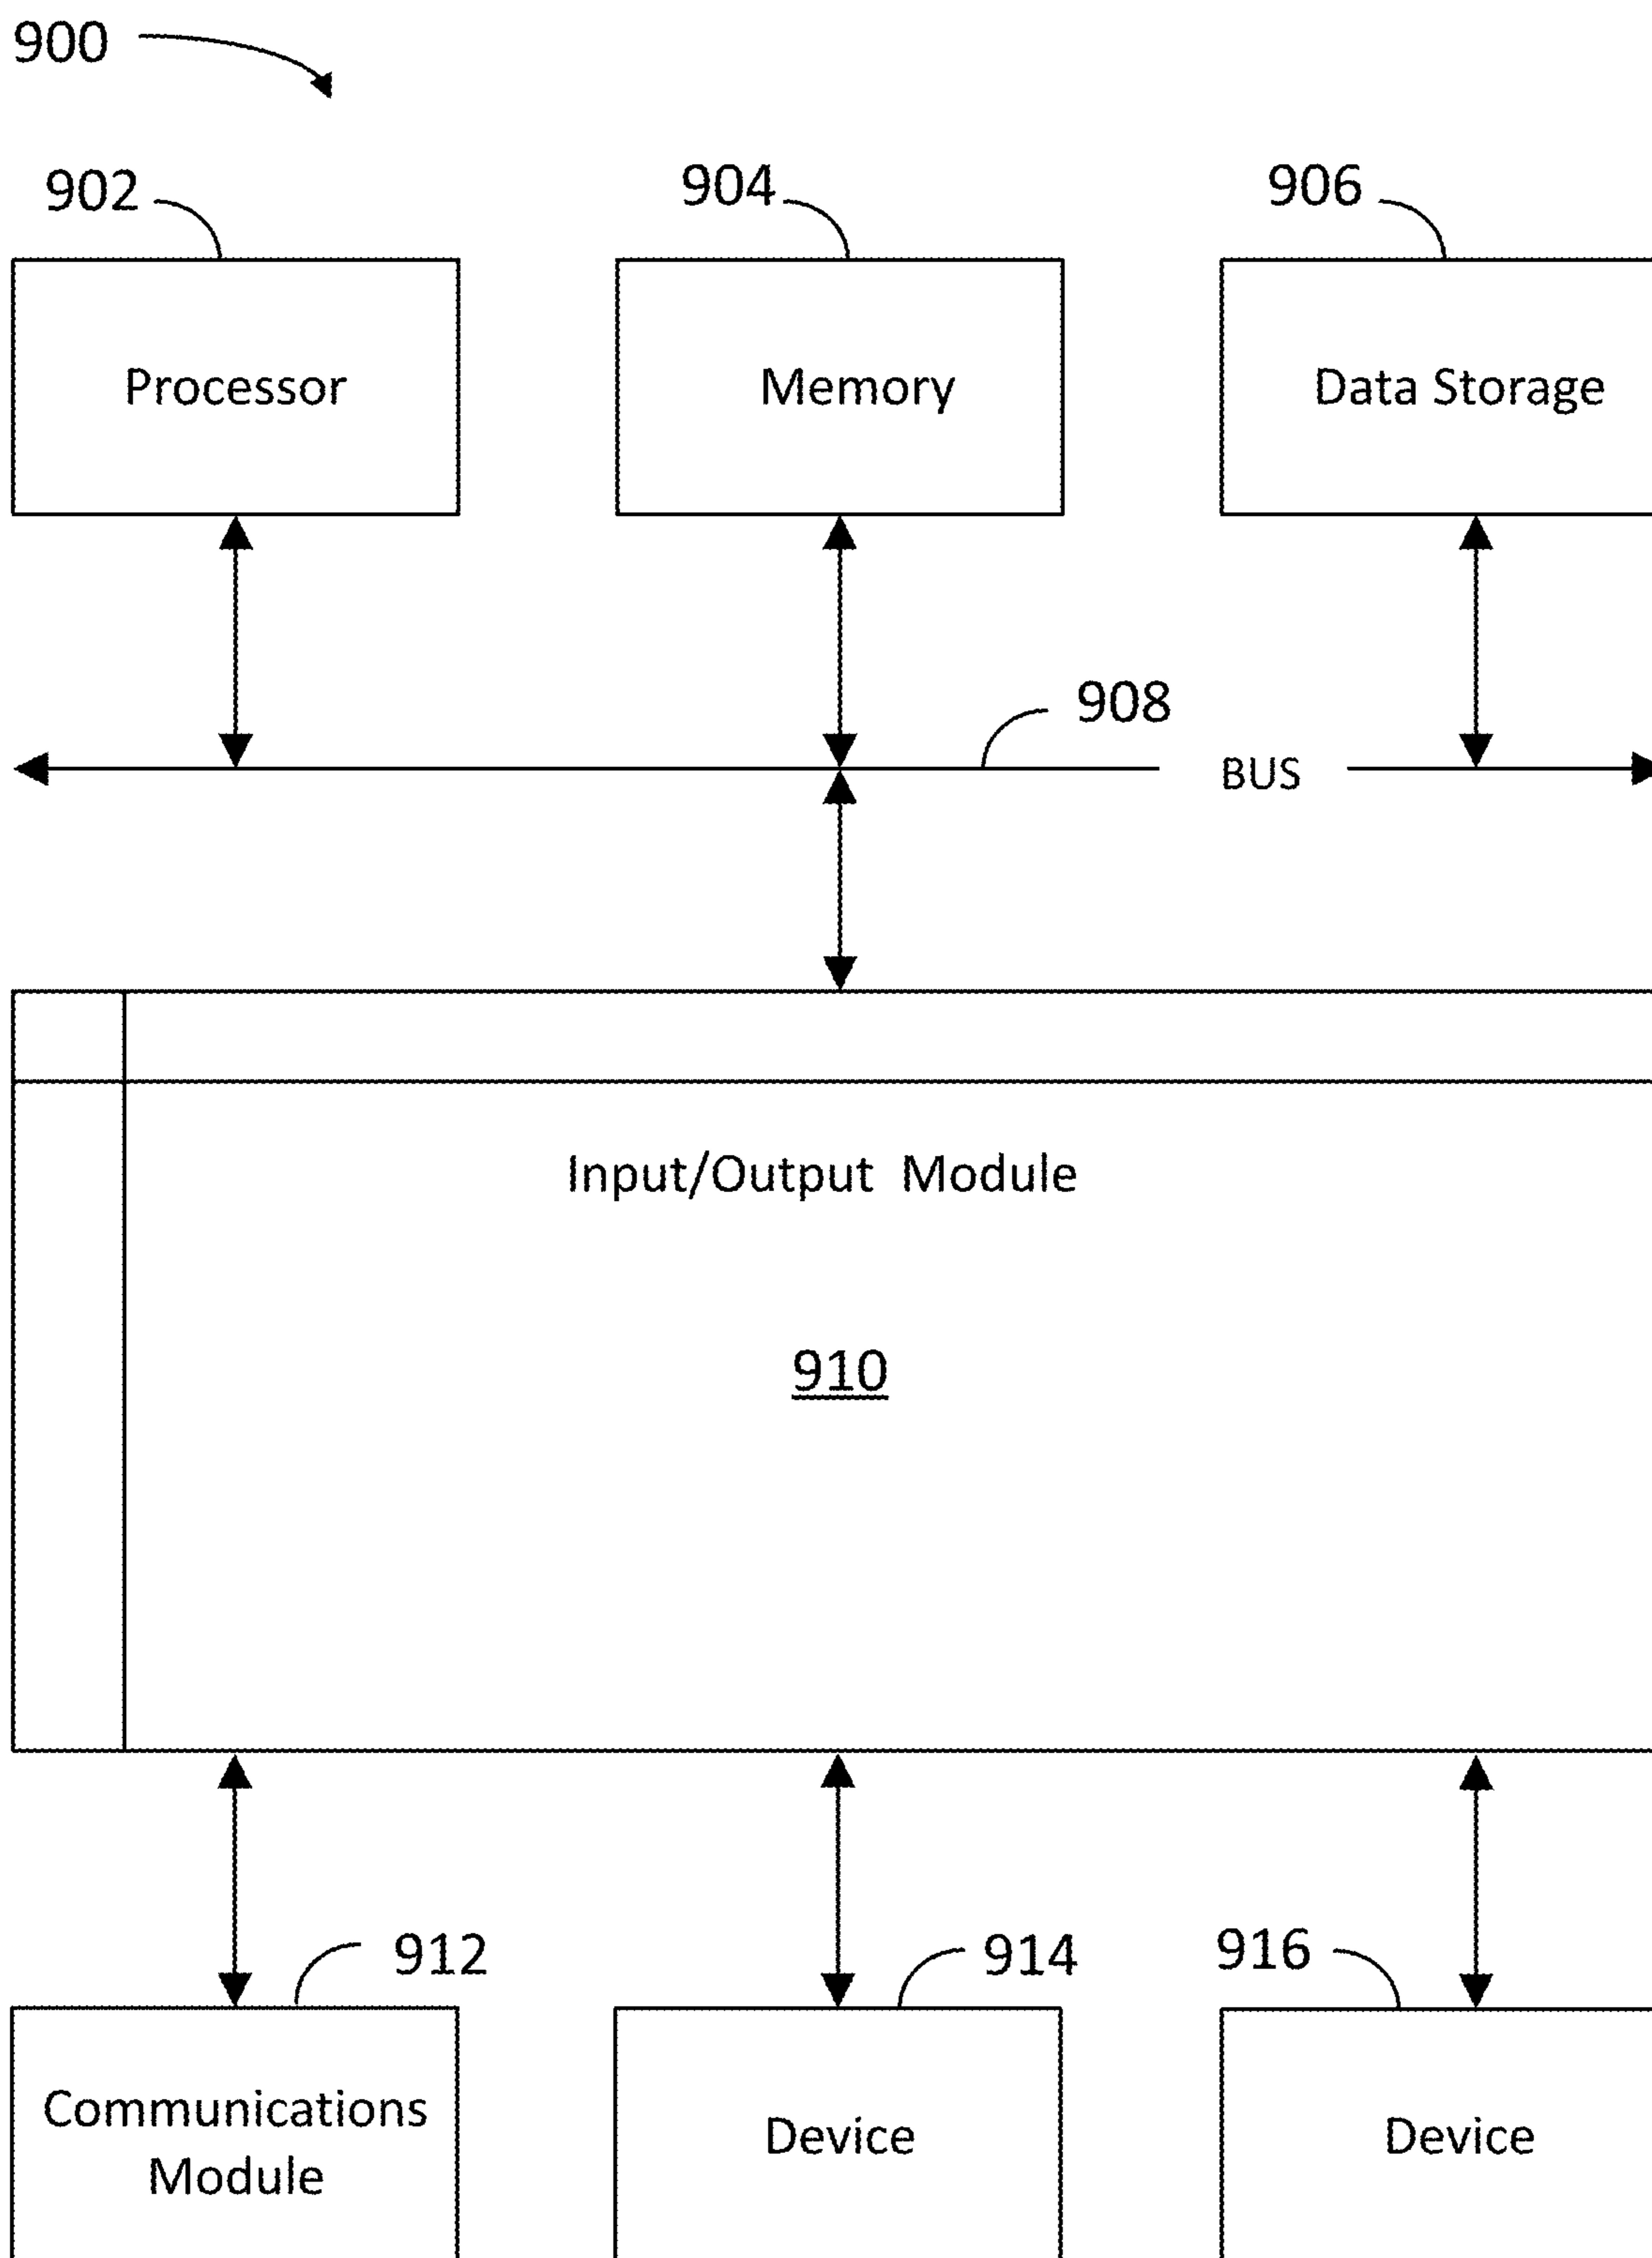 900
902
904
906
Processor
Memory
Data Storage
908
BUS
Input/Output Module
910
912
914
916
Communications
Module
Device
Device